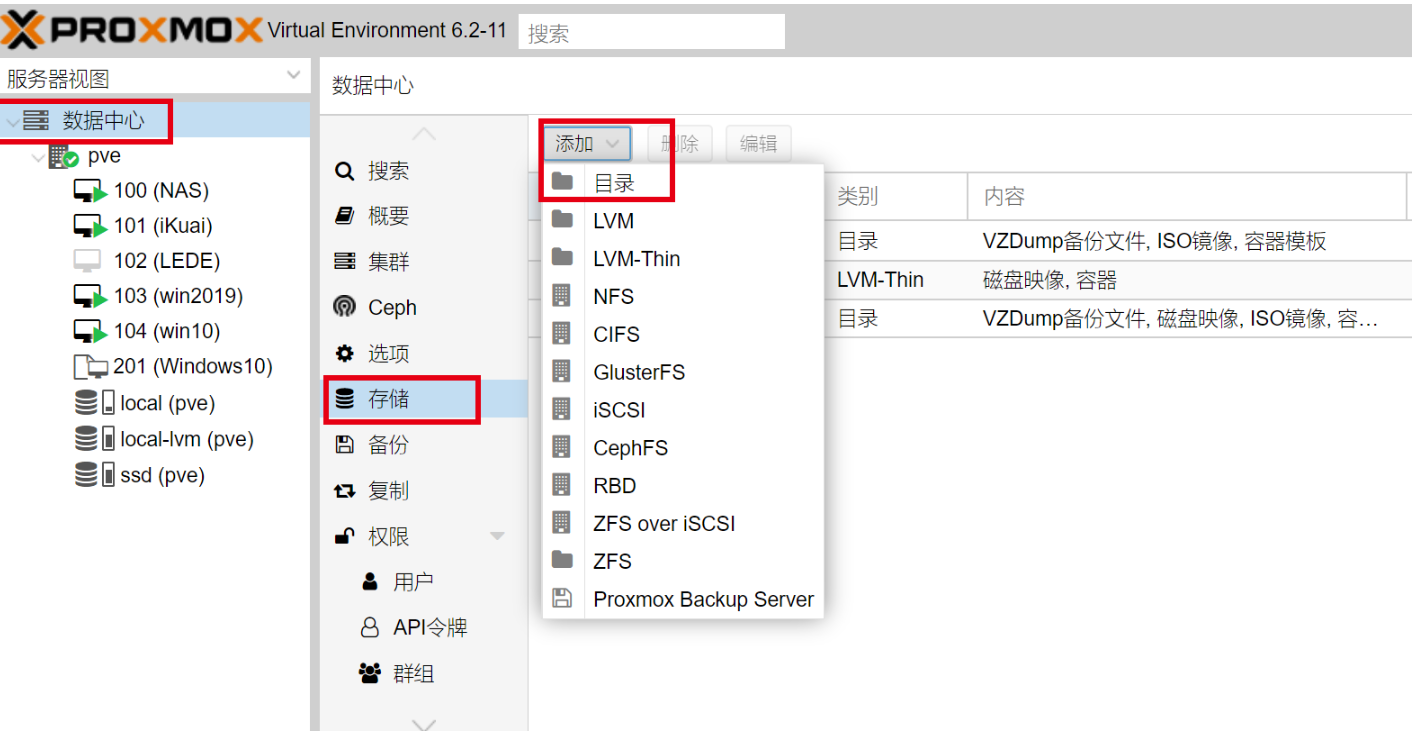 PROXMOX Virtual Environment 6.2-11 搜索
服务器视图
数据中心
pve
100 (NAS)
101 (iKuai)
102 (LEDE)
103 (win2019)
104 (win10)
201 (Windows10)
local (pve)
local-lvm (pve)
ssd (pve)
数据中心
搜索
概要
集群
Ceph
选项
存储
备份
复制
权限
用户
API令牌
群组
添加 删除 编辑
目录
LVM
LVM-Thin
NFS
CIFS
GlusterFS
iSCSI
CephFS
RBD
ZFS over iSCSI
ZFS
Proxmox Backup Server
类别 内容
目录 VZDump备份文件, ISO镜像, 容器模板
LVM-Thin 磁盘映像, 容器
目录 VZDump备份文件, 磁盘映像, ISO镜像, 容...